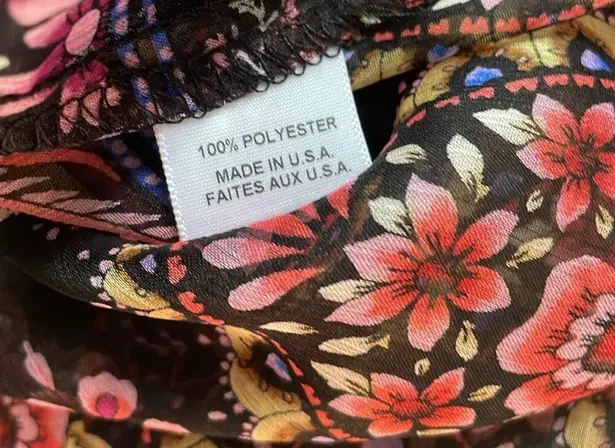 100% POLYESTER
MADE IN U.S.A.
FAITES AUX U.S.A.